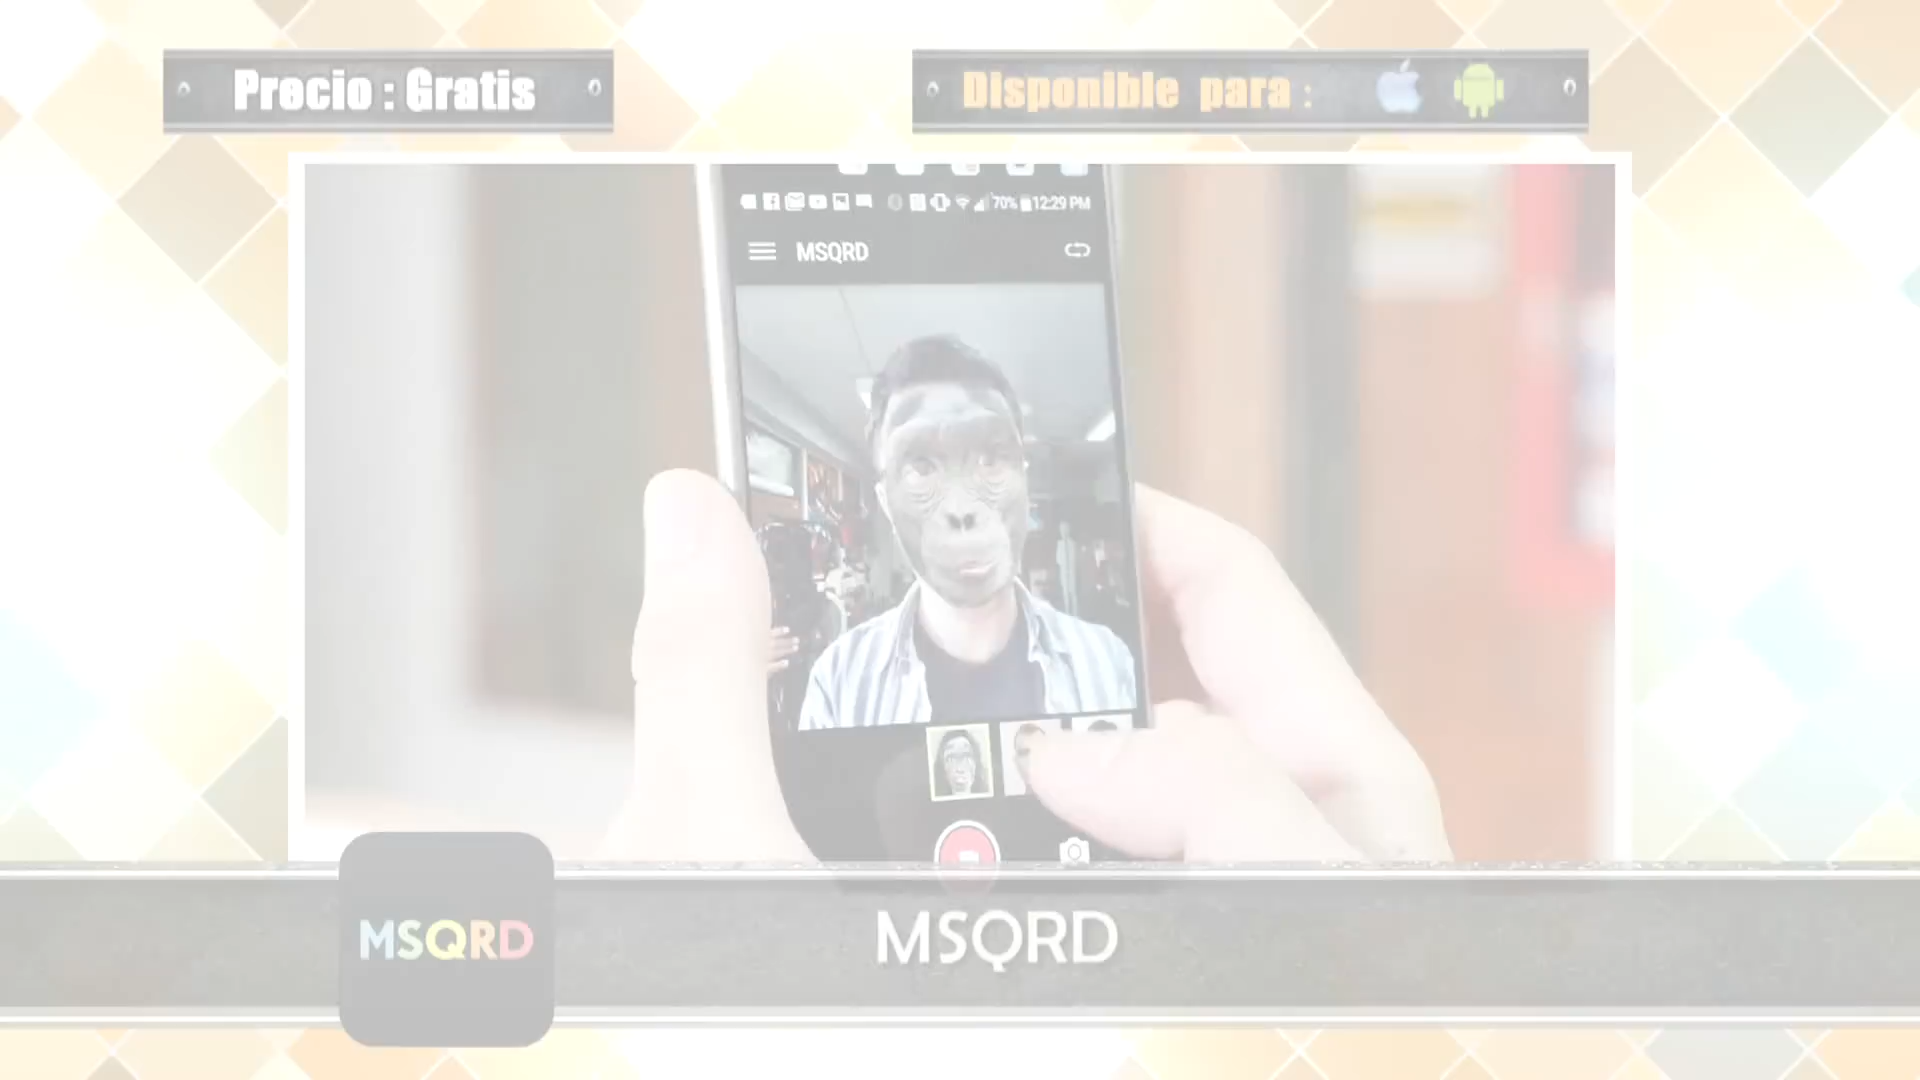 Precio : Gratis
Disponible para :
70% 12:29 PM
MSQRD
MSQRD
MSQRD